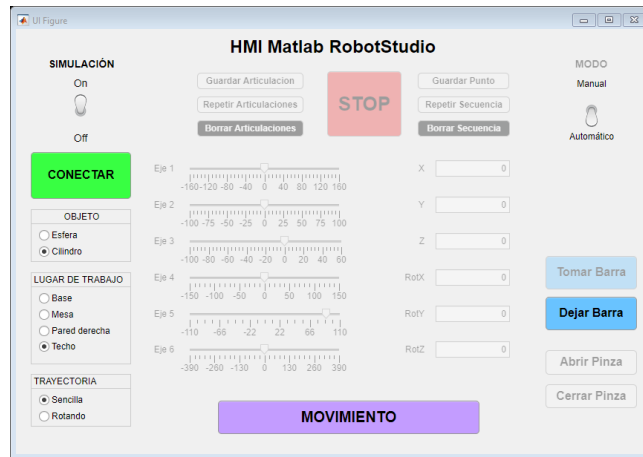 UI Figure
HMI Matlab RobotStudio
SIMULACIÓN
On
Off
CONECTAR
OBJETO
Esfera
Cilindro
LUGAR DE TRABAJO
Base
Mesa
Pared derecha
Techo
TRAYECTORIA
Sencilla
Rotando
Guardar Articulacion
Repetir Articulaciones
Borrar Articulaciones
STOP
Guardar Punto
Repetir Secuencia
Borrar Secuencia
Eje 1
-160 -120 -80 -40 0 40 80 120 160
Eje 2
-100 -75 -50 -25 0 25 50 75 100
Eje 3
-100 -80 -60 -40 -20 0 20 40 60
Eje 4
-150 -100 -50 0 50 100 150
Eje 5
-110 -66 -22 22 66 110
Eje 6
-390 -260 -130 0 130 260 390
X 0
Y 0
Z 0
RotX 0
RotY 0
RotZ 0
MOVIMIENTO
MODO
Manual
Automático
Tomar Barra
Dejar Barra
Abrir Pinza
Cerrar Pinza